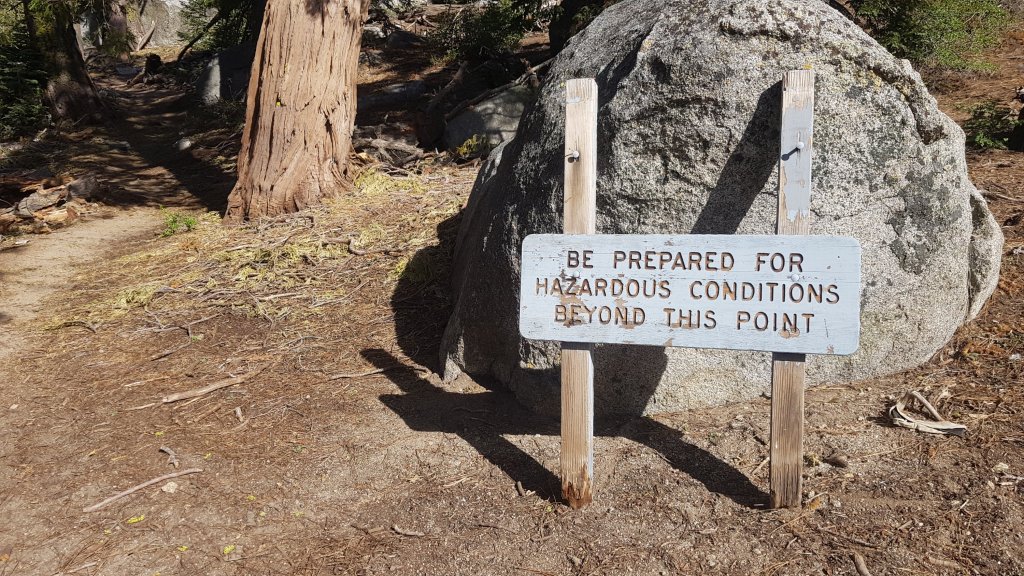 BE PREPARED FOR
HAZARDOUS CONDITIONS
BEYOND THIS POINT